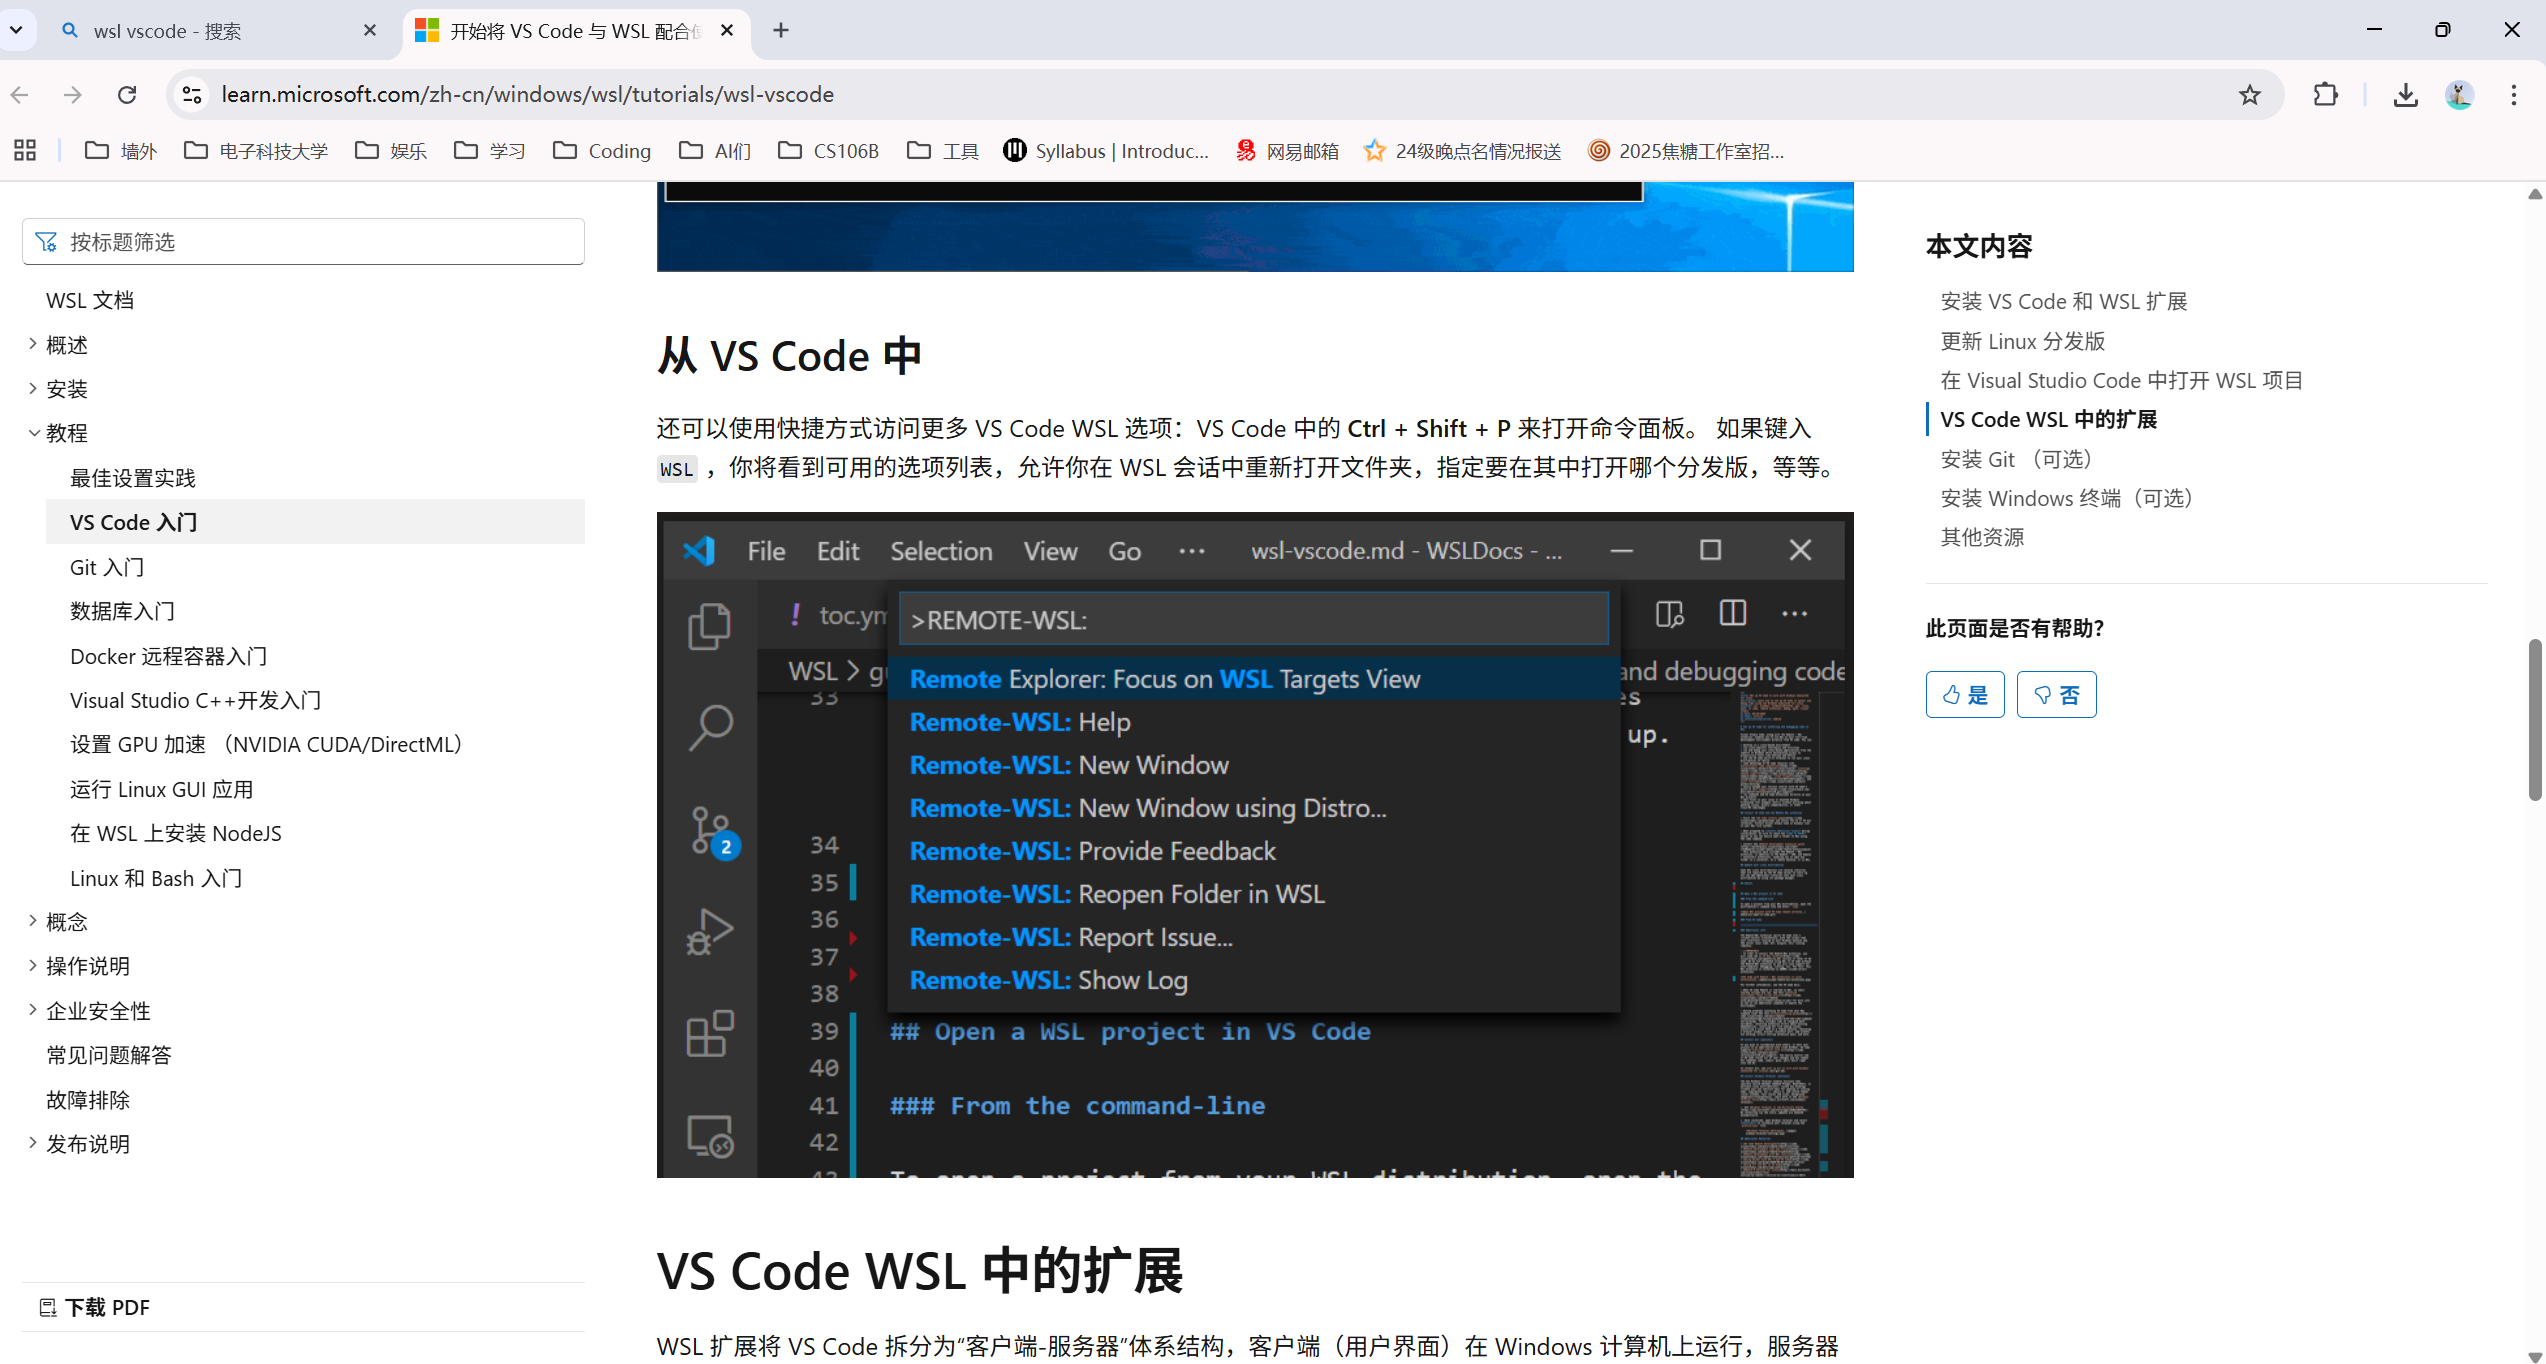 wsl vscode - 搜索
开始将 VS Code 与 WSL 配合使
learn.microsoft.com/zh-cn/windows/wsl/tutorials/wsl-vscode
墙外
电子科技大学
娱乐
学习
Coding
AI们
CS106B
工具
Syllabus | Introduc...
网易邮箱
24级晚点名情况报送
2025焦糖工作室招...
按标题筛选
WSL 文档
概述
安装
教程
最佳设置实践
VS Code 入门
Git 入门
数据库入门
Docker 远程容器入门
Visual Studio C++开发入门
设置 GPU 加速 （NVIDIA CUDA/DirectML）
运行 Linux GUI 应用
在 WSL 上安装 NodeJS
Linux 和 Bash 入门
概念
操作说明
企业安全性
常见问题解答
故障排除
发布说明
下载 PDF
从 VS Code 中
还可以使用快捷方式访问更多 VS Code WSL 选项：VS Code 中的 Ctrl + Shift + P 来打开命令面板。 如果键入
WSL ，你将看到可用的选项列表，允许你在 WSL 会话中重新打开文件夹，指定要在其中打开哪个分发版，等等。
File Edit Selection View Go ··· wsl-vscode.md - WSLDocs - ...
! toc.ym
>REMOTE-WSL:
WSL > gu
and debugging code
Remote Explorer: Focus on WSL Targets View
33
es
Remote-WSL: Help
up.
Remote-WSL: New Window
Remote-WSL: New Window using Distro...
34
Remote-WSL: Provide Feedback
2
35
Remote-WSL: Reopen Folder in WSL
36
Remote-WSL: Report Issue...
37
Remote-WSL: Show Log
38
39 ## Open a WSL project in VS Code
40
41 ### From the command-line
42
43 To open a project from your WSL distribution, open the
VS Code WSL 中的扩展
WSL 扩展将 VS Code 拆分为“客户端-服务器”体系结构，客户端（用户界面）在 Windows 计算机上运行，服务器
本文内容
安装 VS Code 和 WSL 扩展
更新 Linux 分发版
在 Visual Studio Code 中打开 WSL 项目
VS Code WSL 中的扩展
安装 Git （可选）
安装 Windows 终端（可选）
其他资源
此页面是否有帮助？
是
否